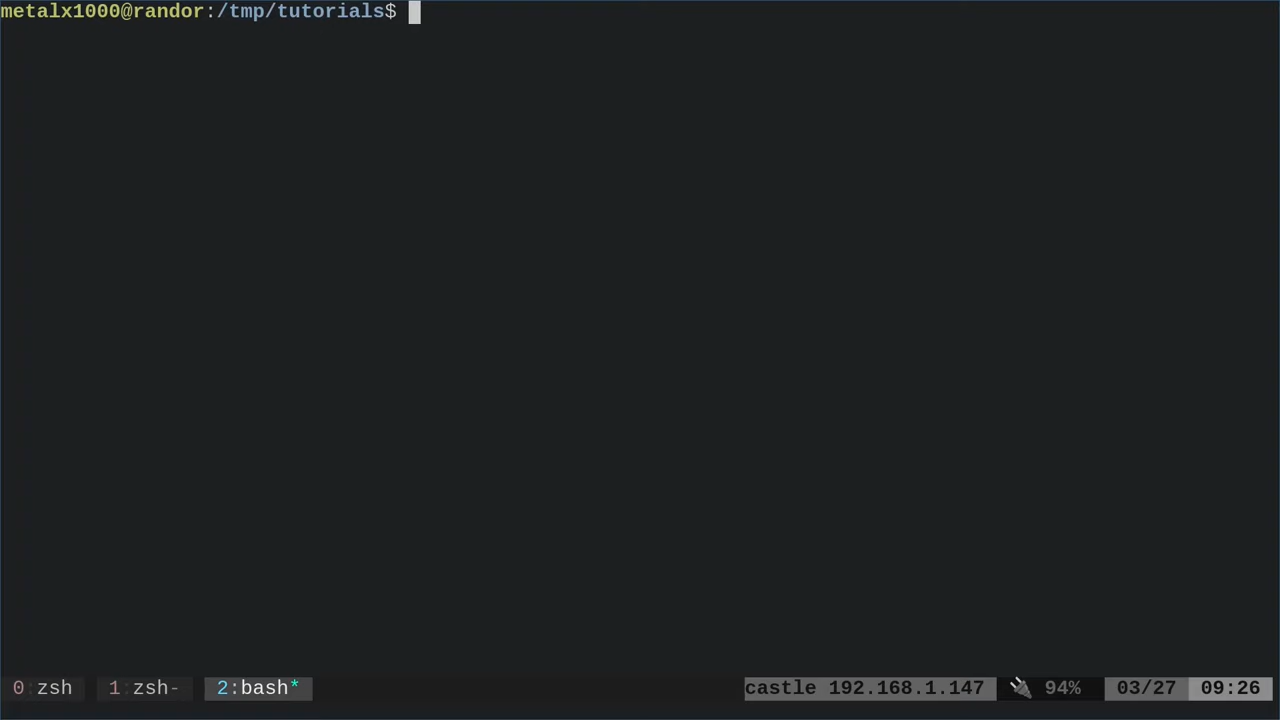 metalx1000@randor:/tmp/tutorials$
0:zsh 1:zsh- 2:bash* castle 192.168.1.147 94% 03/27 09:26